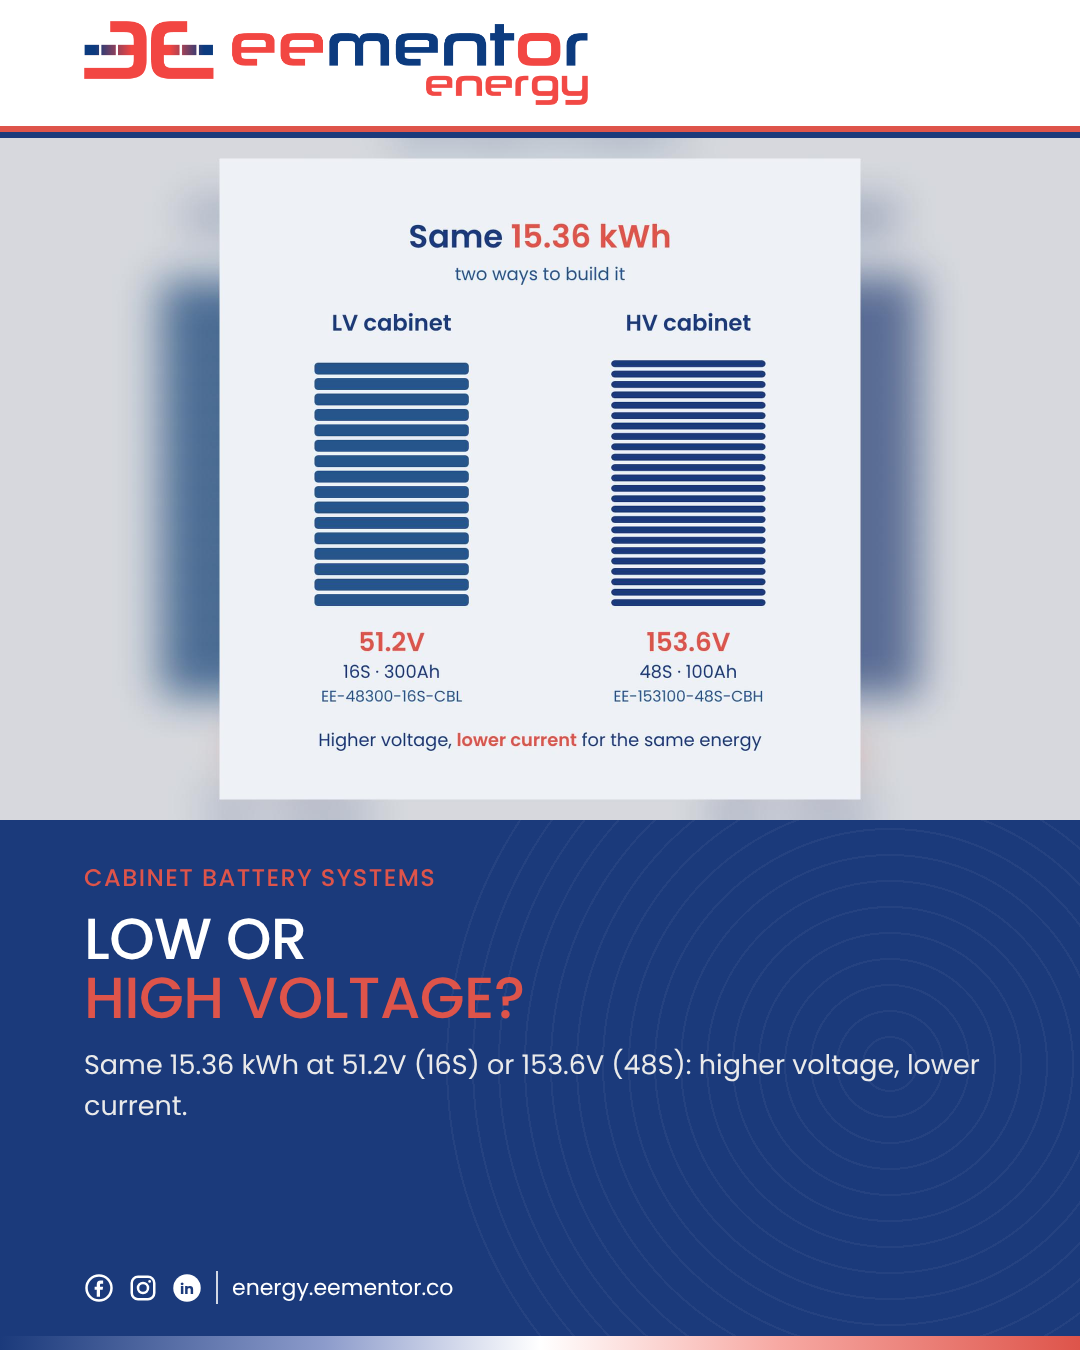 eementor
energy
Same 15.36 kWh
two ways to build it
LV cabinet
HV cabinet
51.2V
16S · 300Ah
EE-48300-16S-CBL
153.6V
48S · 100Ah
EE-153100-48S-CBH
Higher voltage, lower current for the same energy
CABINET BATTERY SYSTEMS
LOW OR
HIGH VOLTAGE?
Same 15.36 kWh at 51.2V (16S) or 153.6V (48S): higher voltage, lower
current.
energy.eementor.co